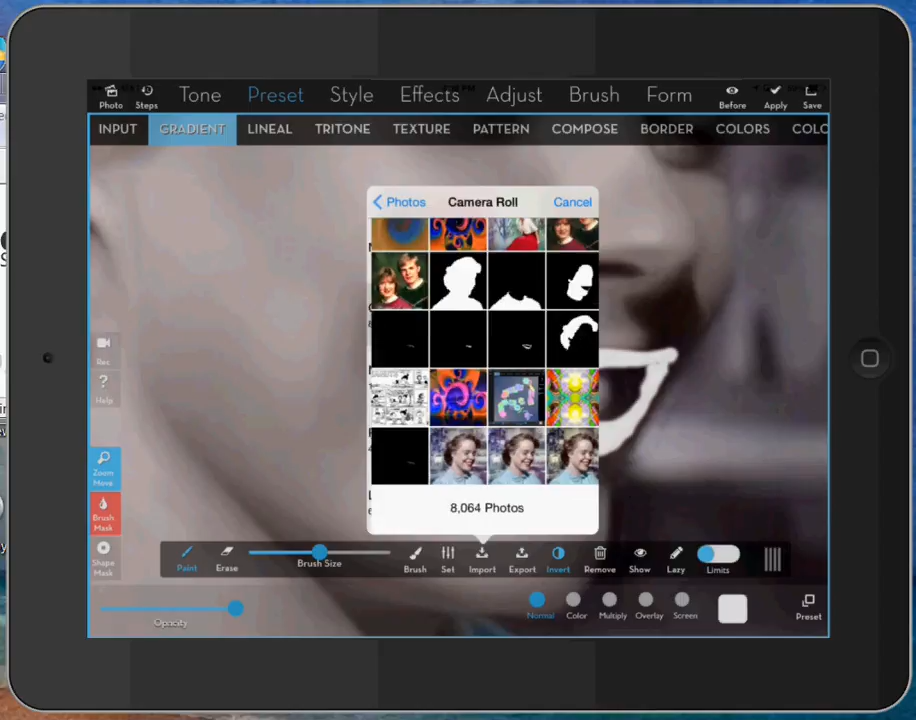 Photo
Steps
Tone
Preset
Style
Effects
Adjust
Brush
Form
Before
Apply
Save
INPUT
GRADIENT
LINEAL
TRITONE
TEXTURE
PATTERN
COMPOSE
BORDER
COLORS
COLO
Photos
Camera Roll
Cancel
8,064 Photos
Rec
Help
Zoom
Move
Brush
Mask
Shape
Mask
Paint
Erase
Brush Size
Brush
Set
Import
Export
Invert
Remove
Show
Lazy
Limits
Opacity
Normal
Color
Multiply
Overlay
Screen
Preset